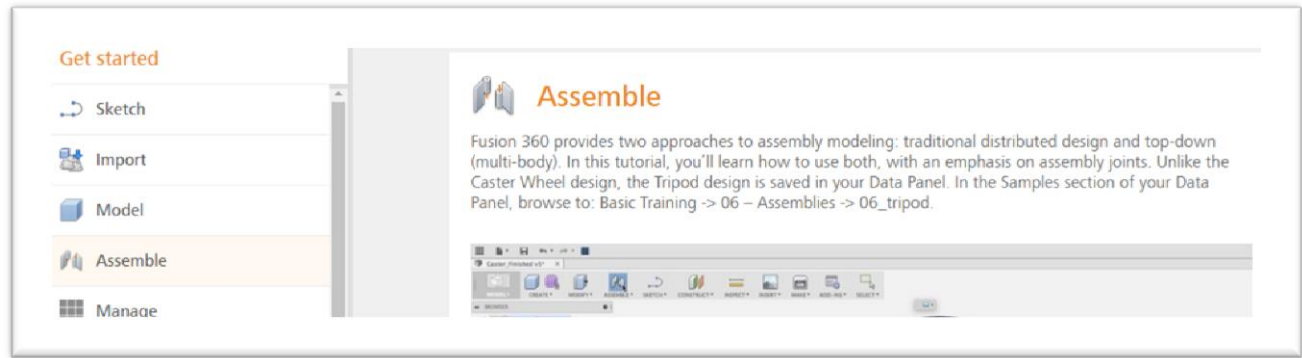 Get started
Sketch
Import
Model
Assemble
Manage
Assemble
Fusion 360 provides two approaches to assembly modeling: traditional distributed design and top-down
(multi-body). In this tutorial, you'll learn how to use both, with an emphasis on assembly joints. Unlike the
Caster Wheel design, the Tripod design is saved in your Data Panel. In the Samples section of your Data
Panel, browse to: Basic Training -> 06 – Assemblies -> 06_tripod.
Caster_Finished v3*
MODEL CREATE MODIFY ASSEMBLE SKETCH CONSTRUCT INSPECT INSERT MAKE ADD-INS SELECT
BROWSER